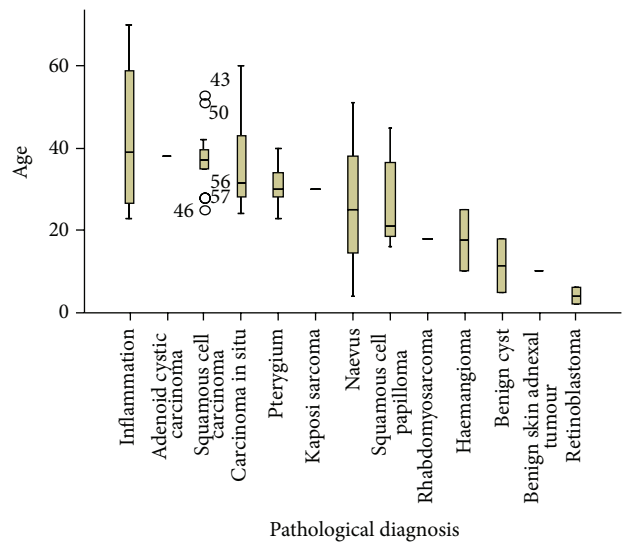 60
40
20
0
Age
43
50
56
57
46
Inflammation
Adenoid cystic
carcinoma
Squamous cell
carcinoma
Carcinoma in situ
Pterygium
Kaposi sarcoma
Naevus
Squamous cell
papilloma
Rhabdomyosarcoma
Haemangioma
Benign cyst
Benign skin adnexal
tumour
Retinoblastoma
Pathological diagnosis